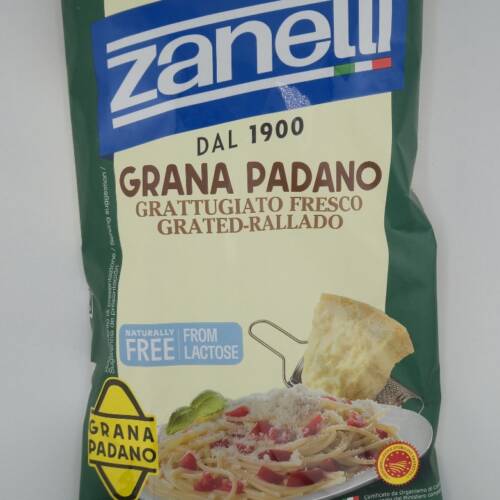 zanelli
DAL 1900
GRANA PADANO
GRATTUGIATO FRESCO
GRATED-RALLADO
NATURALLY
FREE
FROM
LACTOSE
GRANA
PADANO